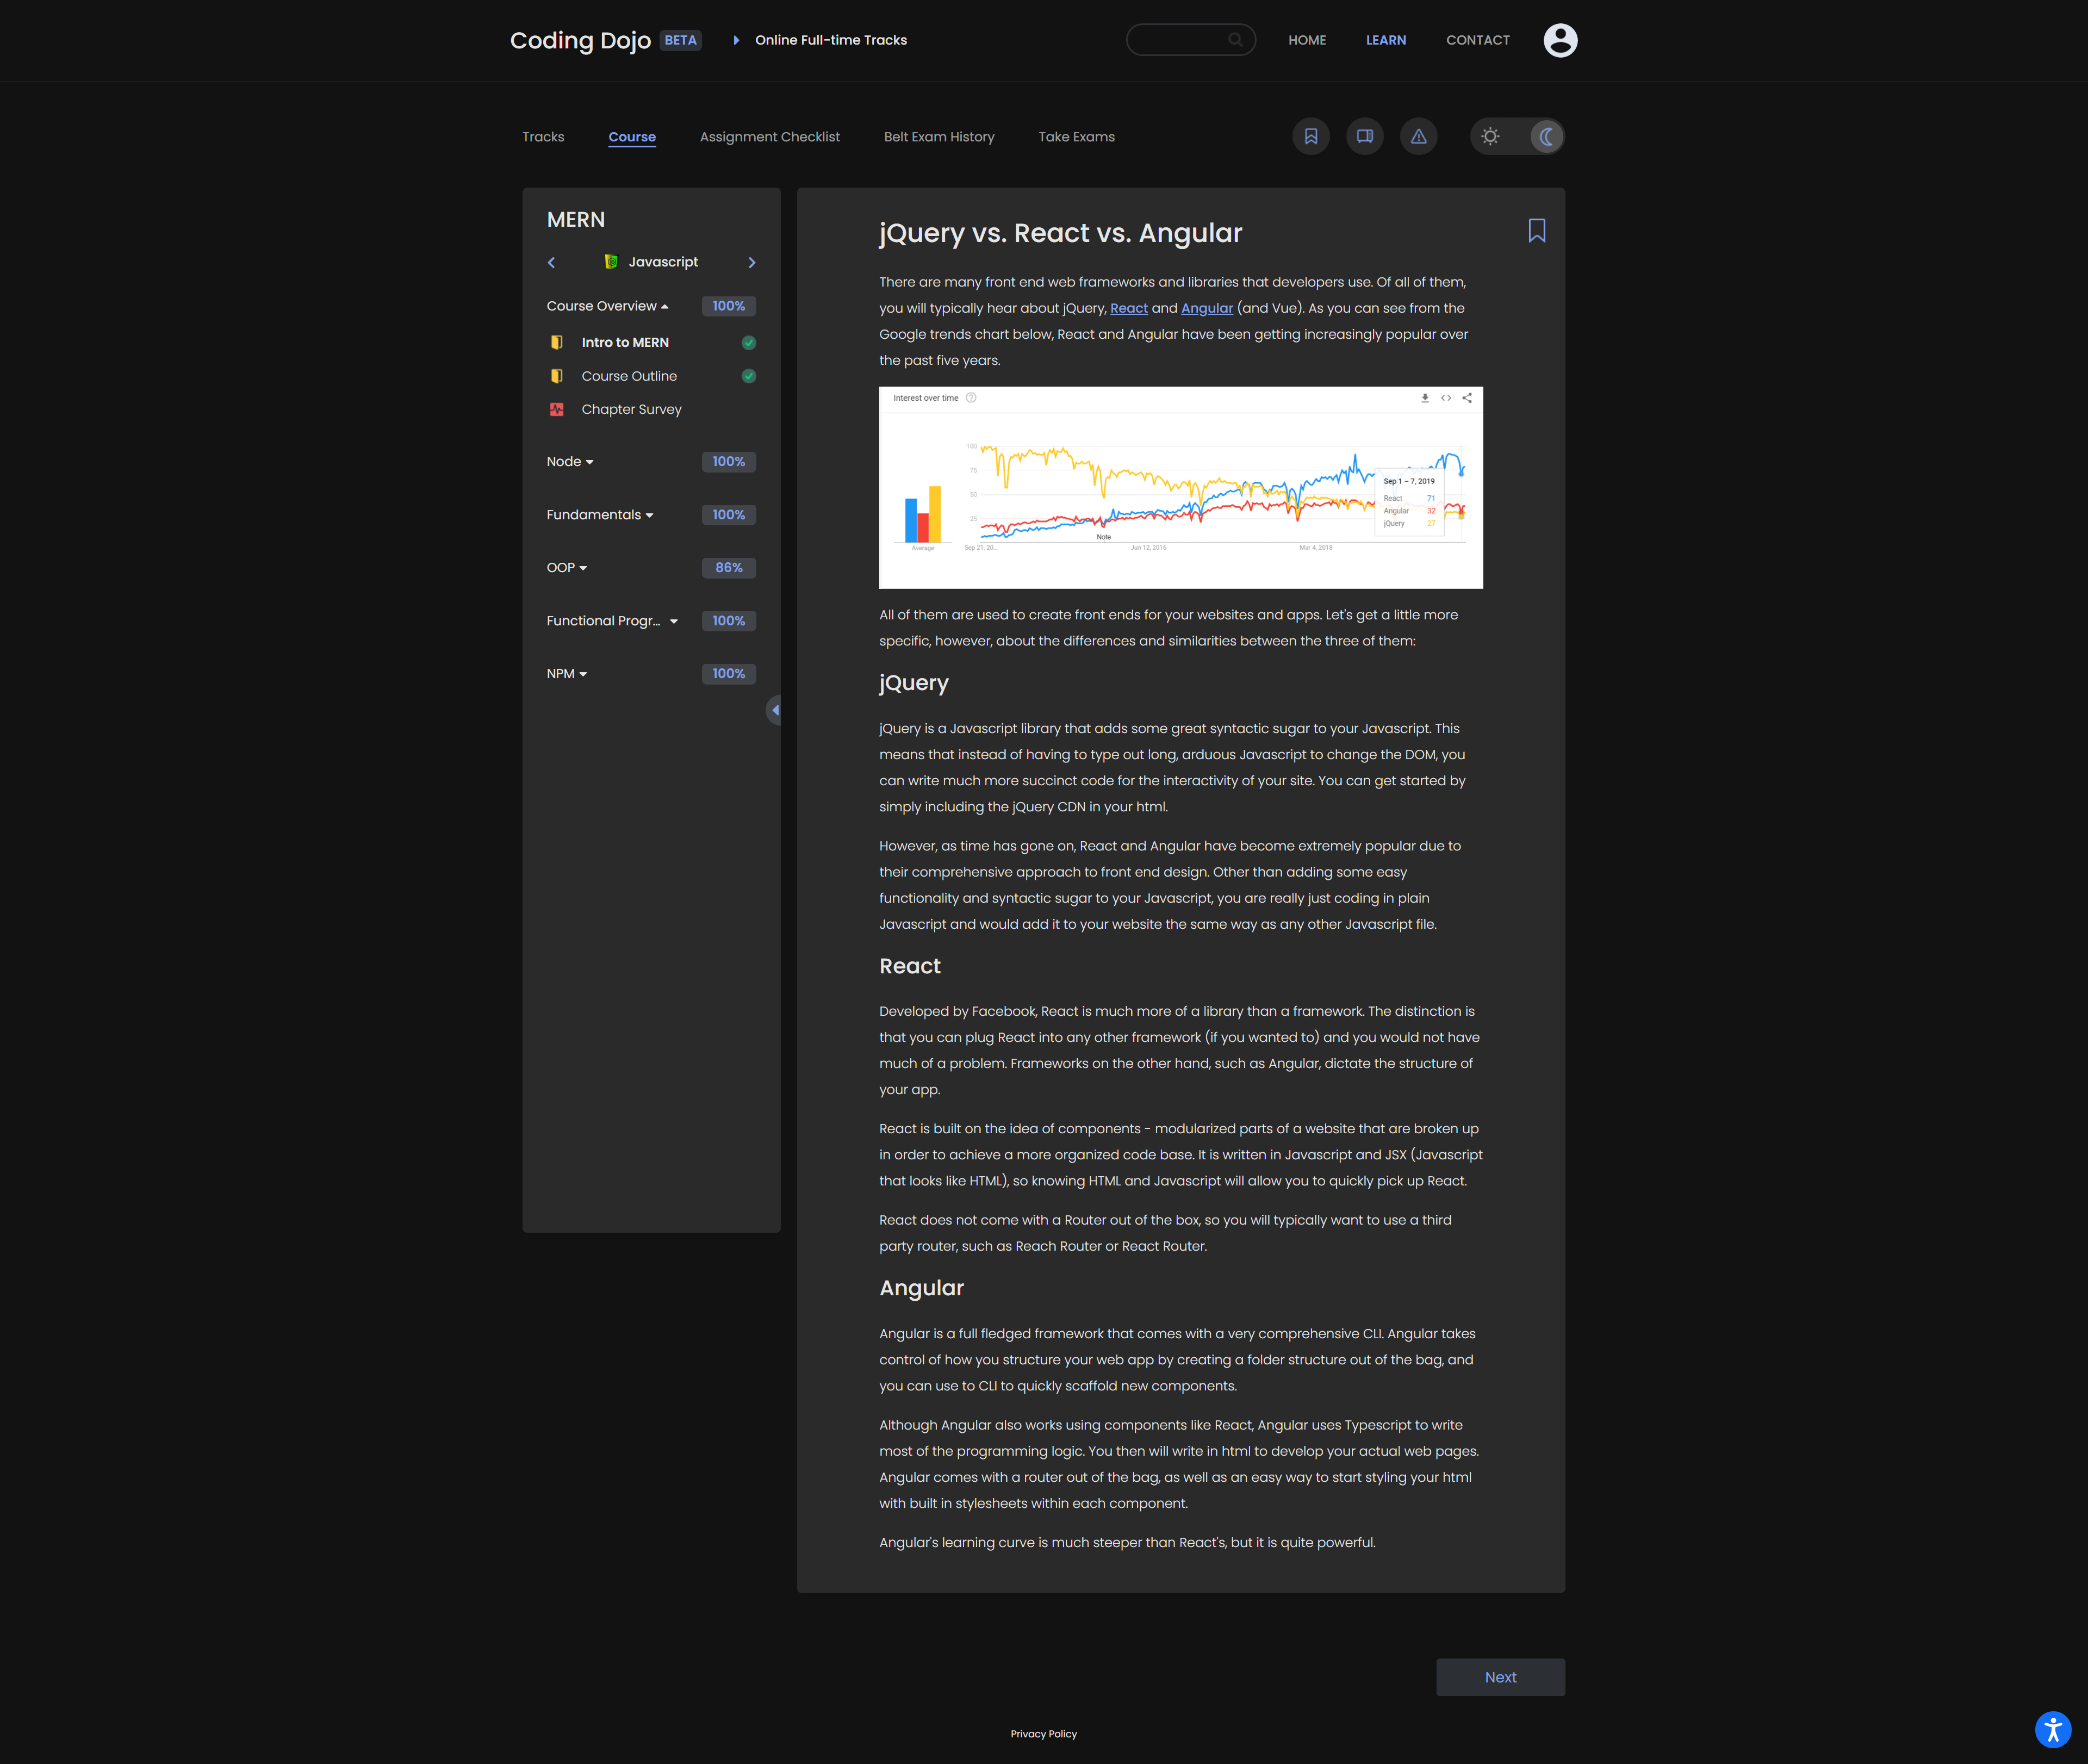 Coding Dojo BETA Online Full-time Tracks HOME LEARN CONTACT
Tracks Course Assignment Checklist Belt Exam History Take Exams
MERN
Javascript
Course Overview 100%
Intro to MERN
Course Outline
Chapter Survey
Node 100%
Fundamentals 100%
OOP 86%
Functional Progr... 100%
NPM 100%
jQuery vs. React vs. Angular
There are many front end web frameworks and libraries that developers use. Of all of them,
you will typically hear about jQuery, React and Angular (and Vue). As you can see from the
Google trends chart below, React and Angular have been getting increasingly popular over
the past five years.
Interest over time ?
100
75
50
25
Sep 1 – 7, 2019
React 71
Angular 32
jQuery 27
Note
Average Sep 21, 20... Jun 12, 2016 Mar 4, 2018
All of them are used to create front ends for your websites and apps. Let's get a little more
specific, however, about the differences and similarities between the three of them:
jQuery
jQuery is a Javascript library that adds some great syntactic sugar to your Javascript. This
means that instead of having to type out long, arduous Javascript to change the DOM, you
can write much more succinct code for the interactivity of your site. You can get started by
simply including the jQuery CDN in your html.
However, as time has gone on, React and Angular have become extremely popular due to
their comprehensive approach to front end design. Other than adding some easy
functionality and syntactic sugar to your Javascript, you are really just coding in plain
Javascript and would add it to your website the same way as any other Javascript file.
React
Developed by Facebook, React is much more of a library than a framework. The distinction is
that you can plug React into any other framework (if you wanted to) and you would not have
much of a problem. Frameworks on the other hand, such as Angular, dictate the structure of
your app.
React is built on the idea of components - modularized parts of a website that are broken up
in order to achieve a more organized code base. It is written in Javascript and JSX (Javascript
that looks like HTML), so knowing HTML and Javascript will allow you to quickly pick up React.
React does not come with a Router out of the box, so you will typically want to use a third
party router, such as Reach Router or React Router.
Angular
Angular is a full fledged framework that comes with a very comprehensive CLI. Angular takes
control of how you structure your web app by creating a folder structure out of the bag, and
you can use to CLI to quickly scaffold new components.
Although Angular also works using components like React, Angular uses Typescript to write
most of the programming logic. You then will write in html to develop your actual web pages.
Angular comes with a router out of the bag, as well as an easy way to start styling your html
with built in stylesheets within each component.
Angular's learning curve is much steeper than React's, but it is quite powerful.
Next
Privacy Policy